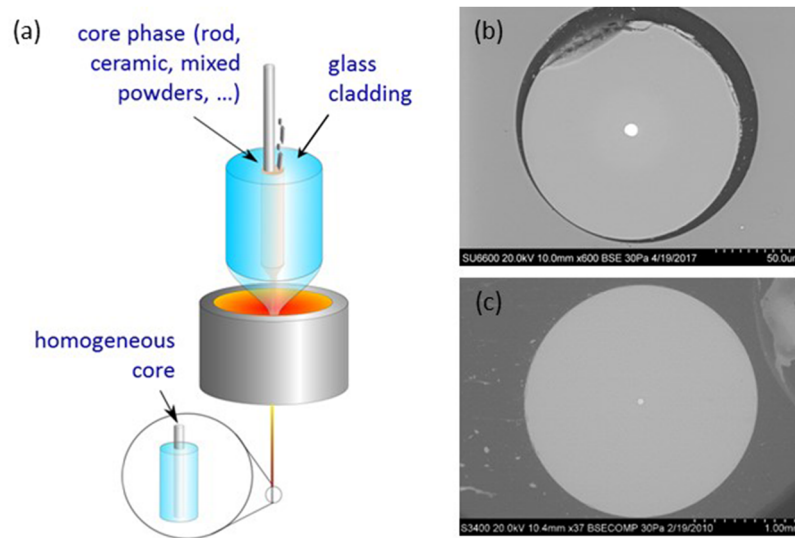 (a)
core phase (rod,
ceramic, mixed
powders, ...)
glass
cladding
homogeneous
core
(b)
SU6600 20.0kV 10.0mm x600 BSE 30Pa 4/19/2017 50.0um
(c)
S3400 20.0kV 10.4mm x37 BSECOMP 30Pa 2/19/2010 1.00mm